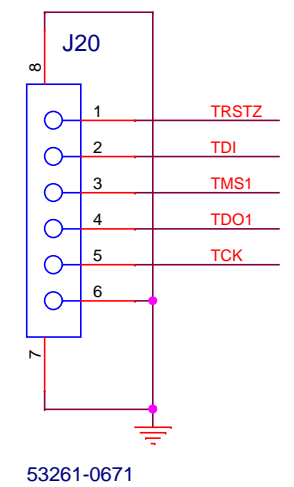 J20
8
1 TRSTZ
2 TDI
3 TMS1
4 TDO1
5 TCK
6
7
53261-0671